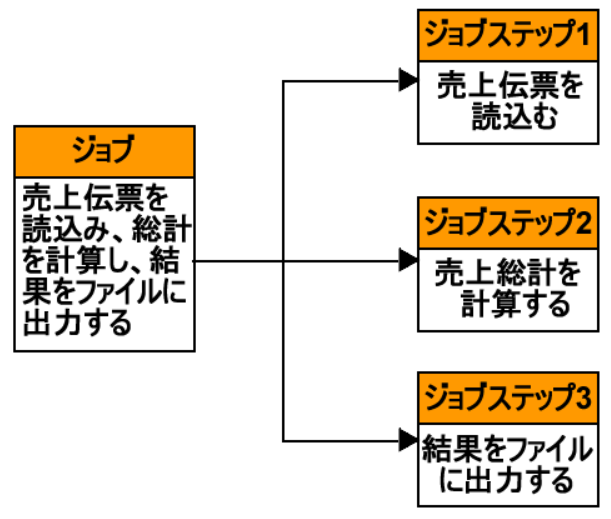 ジョブ
売上伝票を
読込み、総計
を計算し、結
果をファイルに
出力する
ジョブステップ1
売上伝票を
読込む
ジョブステップ2
売上総計を
計算する
ジョブステップ3
結果をファイル
に出力する